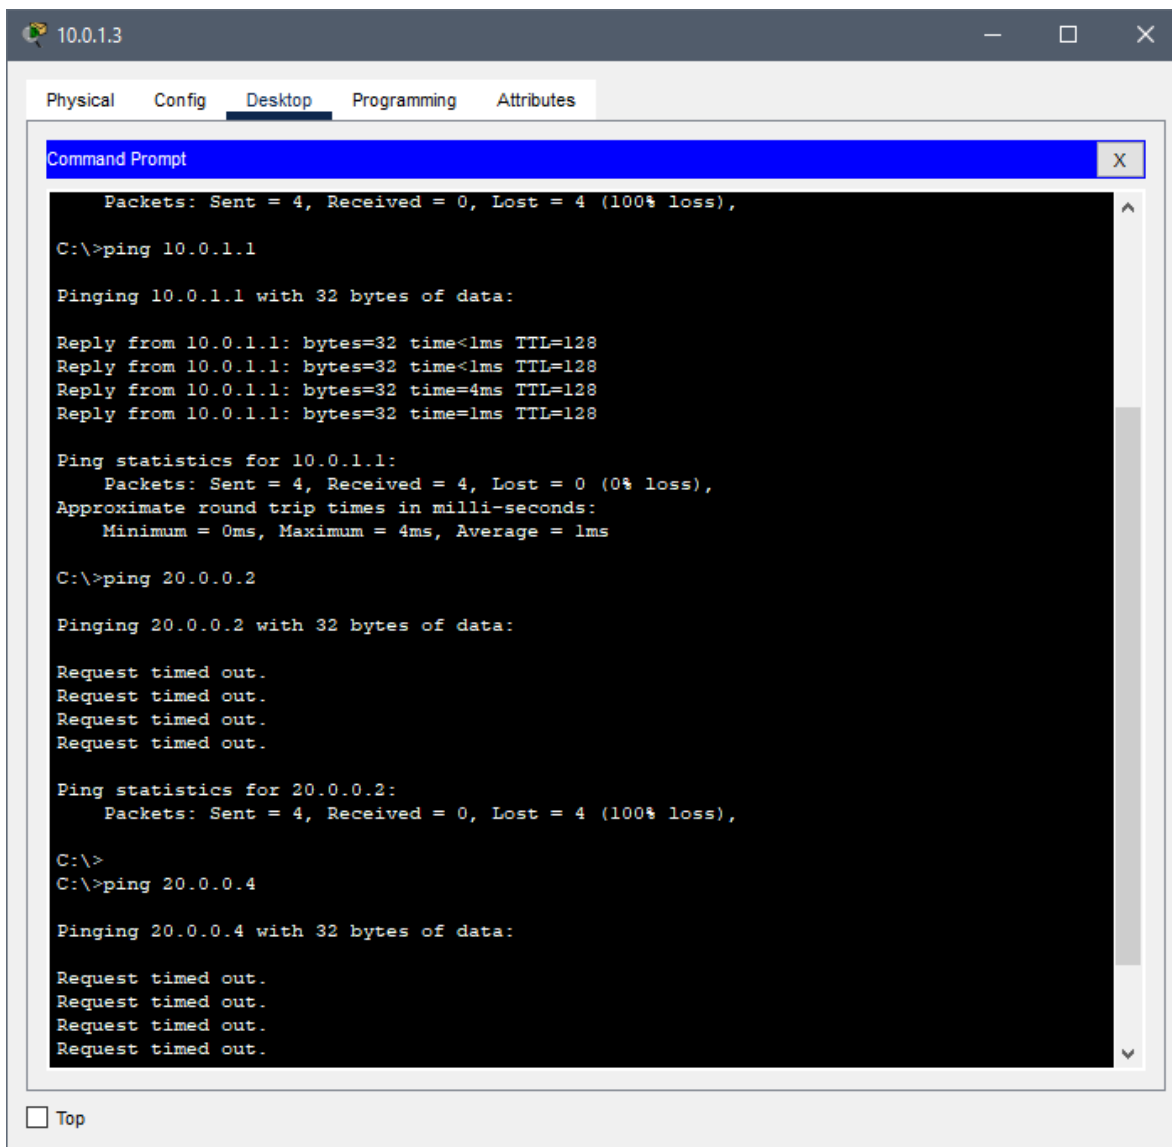 10.0.1.3
Physical Config Desktop Programming Attributes
Command Prompt X
Packets: Sent = 4, Received = 0, Lost = 4 (100% loss),
C:\>ping 10.0.1.1
Pinging 10.0.1.1 with 32 bytes of data:
Reply from 10.0.1.1: bytes=32 time<1ms TTL=128
Reply from 10.0.1.1: bytes=32 time<1ms TTL=128
Reply from 10.0.1.1: bytes=32 time=4ms TTL=128
Reply from 10.0.1.1: bytes=32 time=1ms TTL=128
Ping statistics for 10.0.1.1:
Packets: Sent = 4, Received = 4, Lost = 0 (0% loss),
Approximate round trip times in milli-seconds:
Minimum = 0ms, Maximum = 4ms, Average = 1ms
C:\>ping 20.0.0.2
Pinging 20.0.0.2 with 32 bytes of data:
Request timed out.
Request timed out.
Request timed out.
Request timed out.
Ping statistics for 20.0.0.2:
Packets: Sent = 4, Received = 0, Lost = 4 (100% loss),
C:\>
C:\>ping 20.0.0.4
Pinging 20.0.0.4 with 32 bytes of data:
Request timed out.
Request timed out.
Request timed out.
Request timed out.
Top